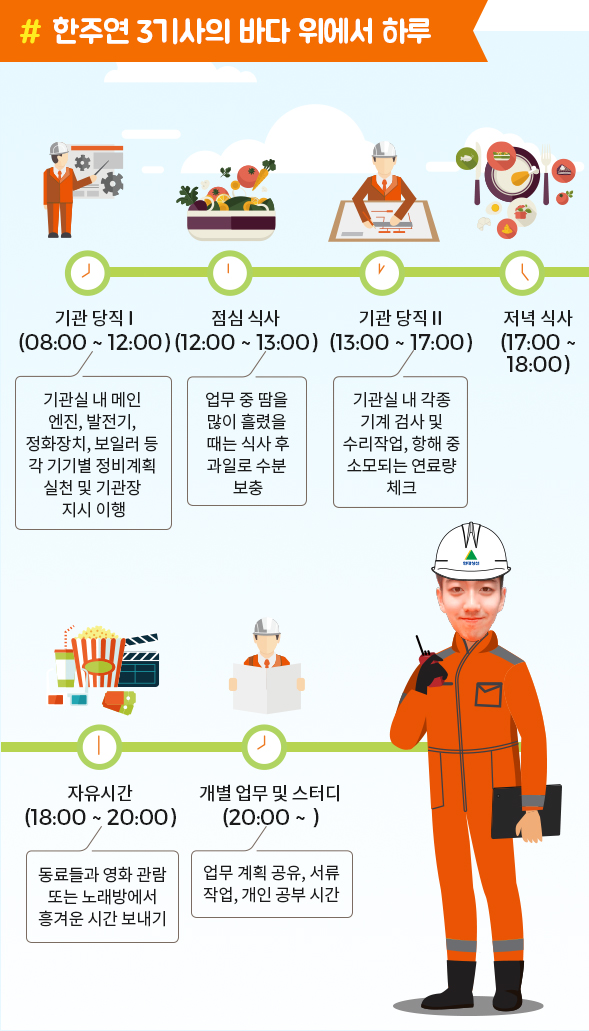 # 한주연 3기사의 바다 위에서 하루
기관 당직 I
(08:00 ~ 12:00)
기관실 내 메인
엔진, 발전기,
정화장치, 보일러 등
각 기기별 정비계획
실천 및 기관장
지시 이행
점심 식사
(12:00 ~ 13:00)
업무 중 땀을
많이 흘렸을
때는 식사 후
과일로 수분
보충
기관 당직 II
(13:00 ~ 17:00)
기관실 내 각종
기계 검사 및
수리작업, 항해 중
소모되는 연료량
체크
저녁 식사
(17:00 ~
18:00)
자유시간
(18:00 ~ 20:00)
동료들과 영화 관람
또는 노래방에서
흥겨운 시간 보내기
개별 업무 및 스터디
(20:00 ~ )
업무 계획 공유, 서류
작업, 개인 공부 시간